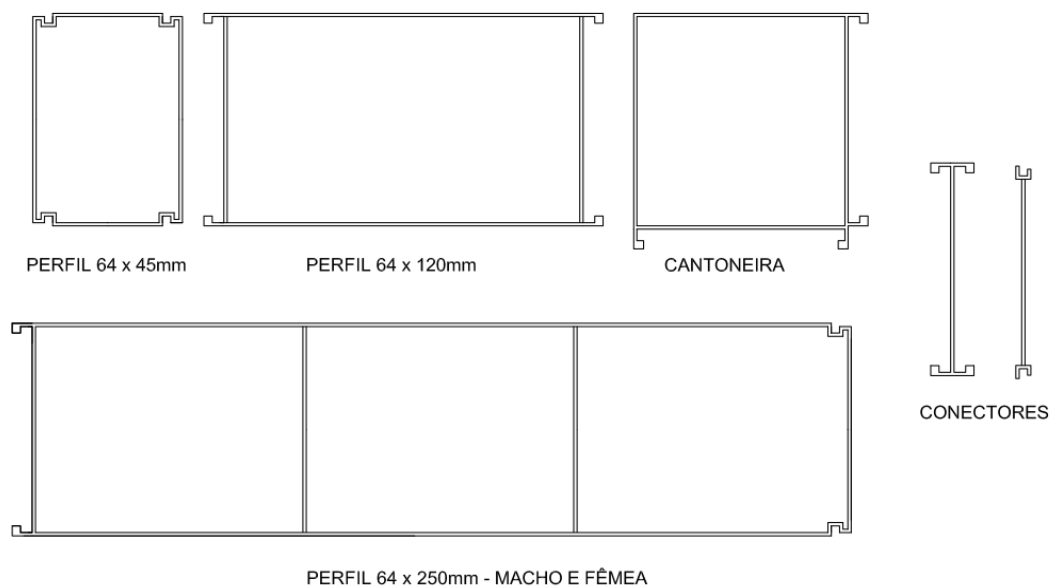 PERFIL 64 x 45mm
PERFIL 64 x 120mm
CANTONEIRA
CONECTORES
PERFIL 64 x 250mm - MACHO E FÊMEA